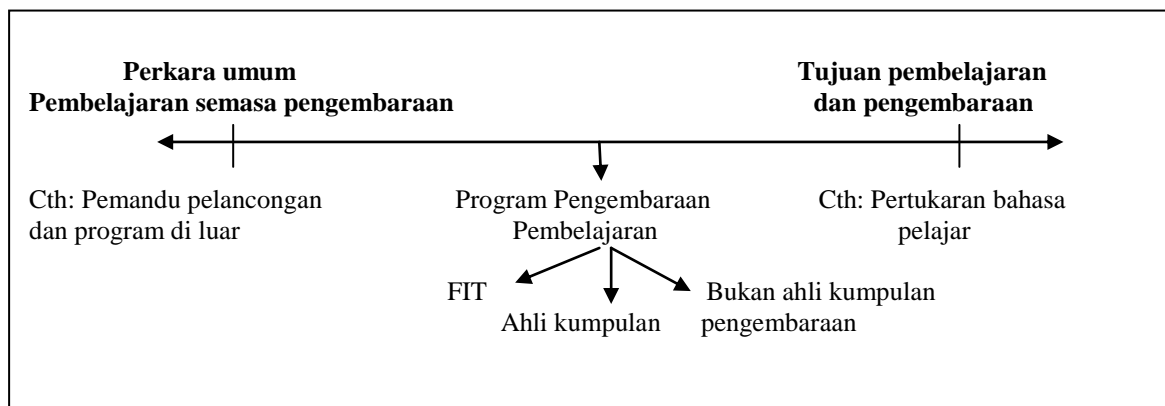 Perkara umum
Pembelajaran semasa pengembaraan
Tujuan pembelajaran
dan pengembaraan
Cth: Pemandu pelancongan
dan program di luar
Program Pengembaraan
Pembelajaran
Cth: Pertukaran bahasa
pelajar
FIT
Ahli kumpulan
Bukan ahli kumpulan
pengembaraan